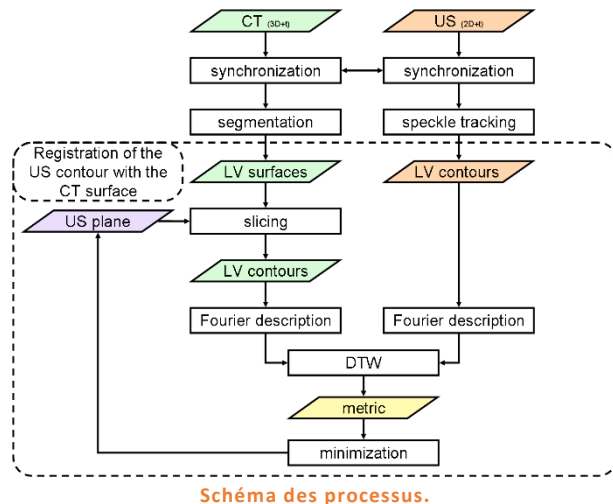 CT (3D+t)
US (2D+t)
synchronization
synchronization
segmentation
speckle tracking
Registration of the
US contour with the
CT surface
LV surfaces
LV contours
US plane
slicing
LV contours
Fourier description
Fourier description
DTW
metric
minimization
Schéma des processus.